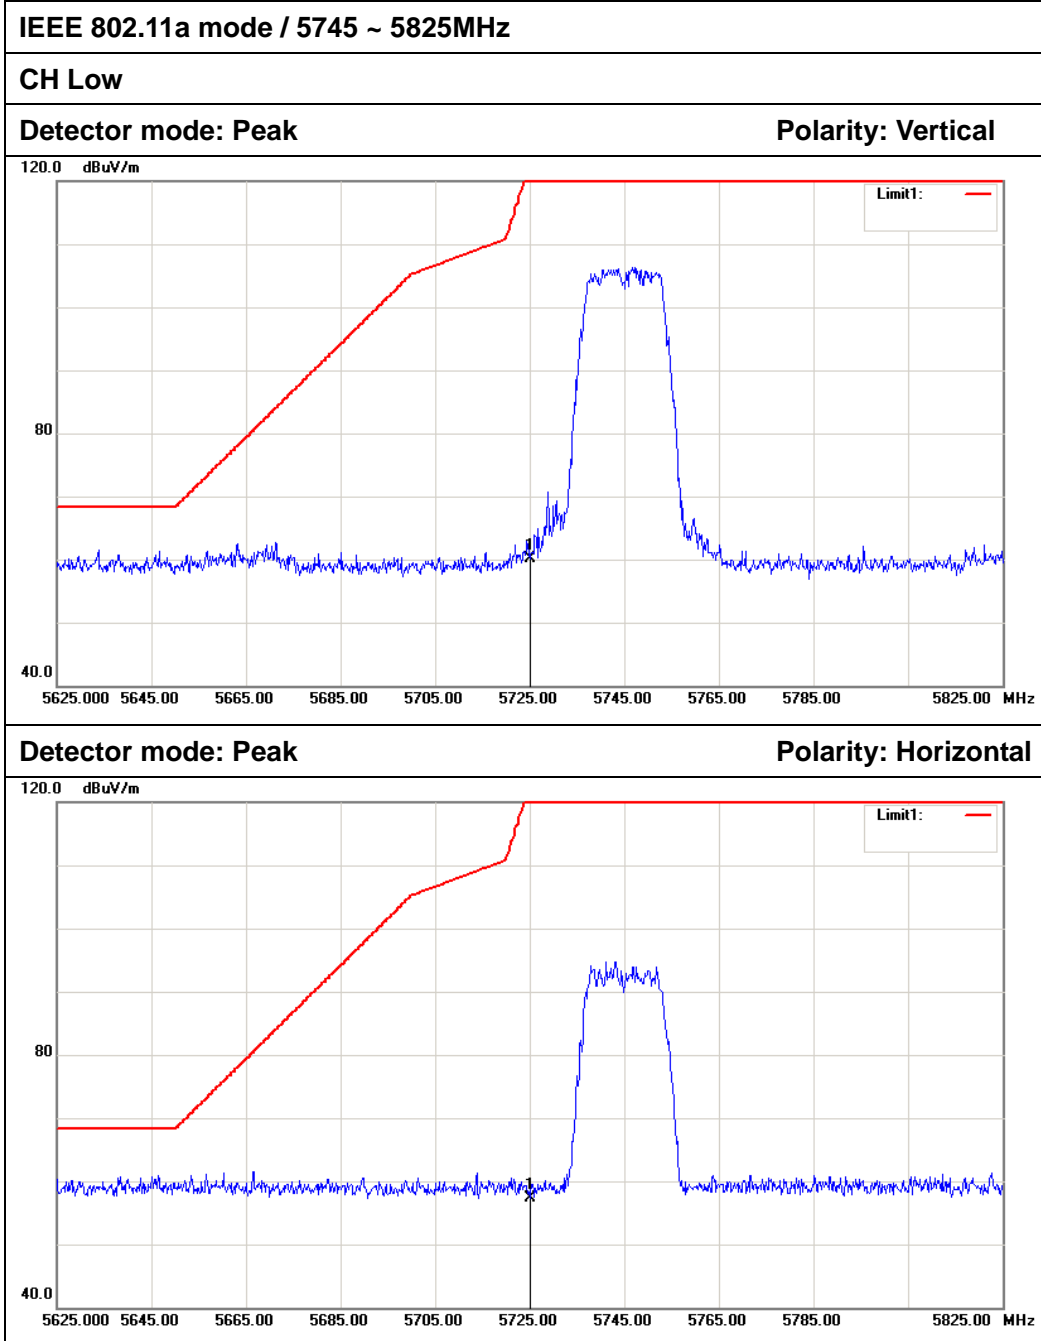 IEEE 802.11a mode / 5745 ~ 5825MHz
CH Low
Detector mode: Peak Polarity: Vertical
120.0 dBuV/m
Limit1:
80
1
40.0
5625.000 5645.00 5665.00 5685.00 5705.00 5725.00 5745.00 5765.00 5785.00 5825.00 MHz
Detector mode: Peak Polarity: Horizontal
120.0 dBuV/m
Limit1:
80
1
40.0
5625.000 5645.00 5665.00 5685.00 5705.00 5725.00 5745.00 5765.00 5785.00 5825.00 MHz